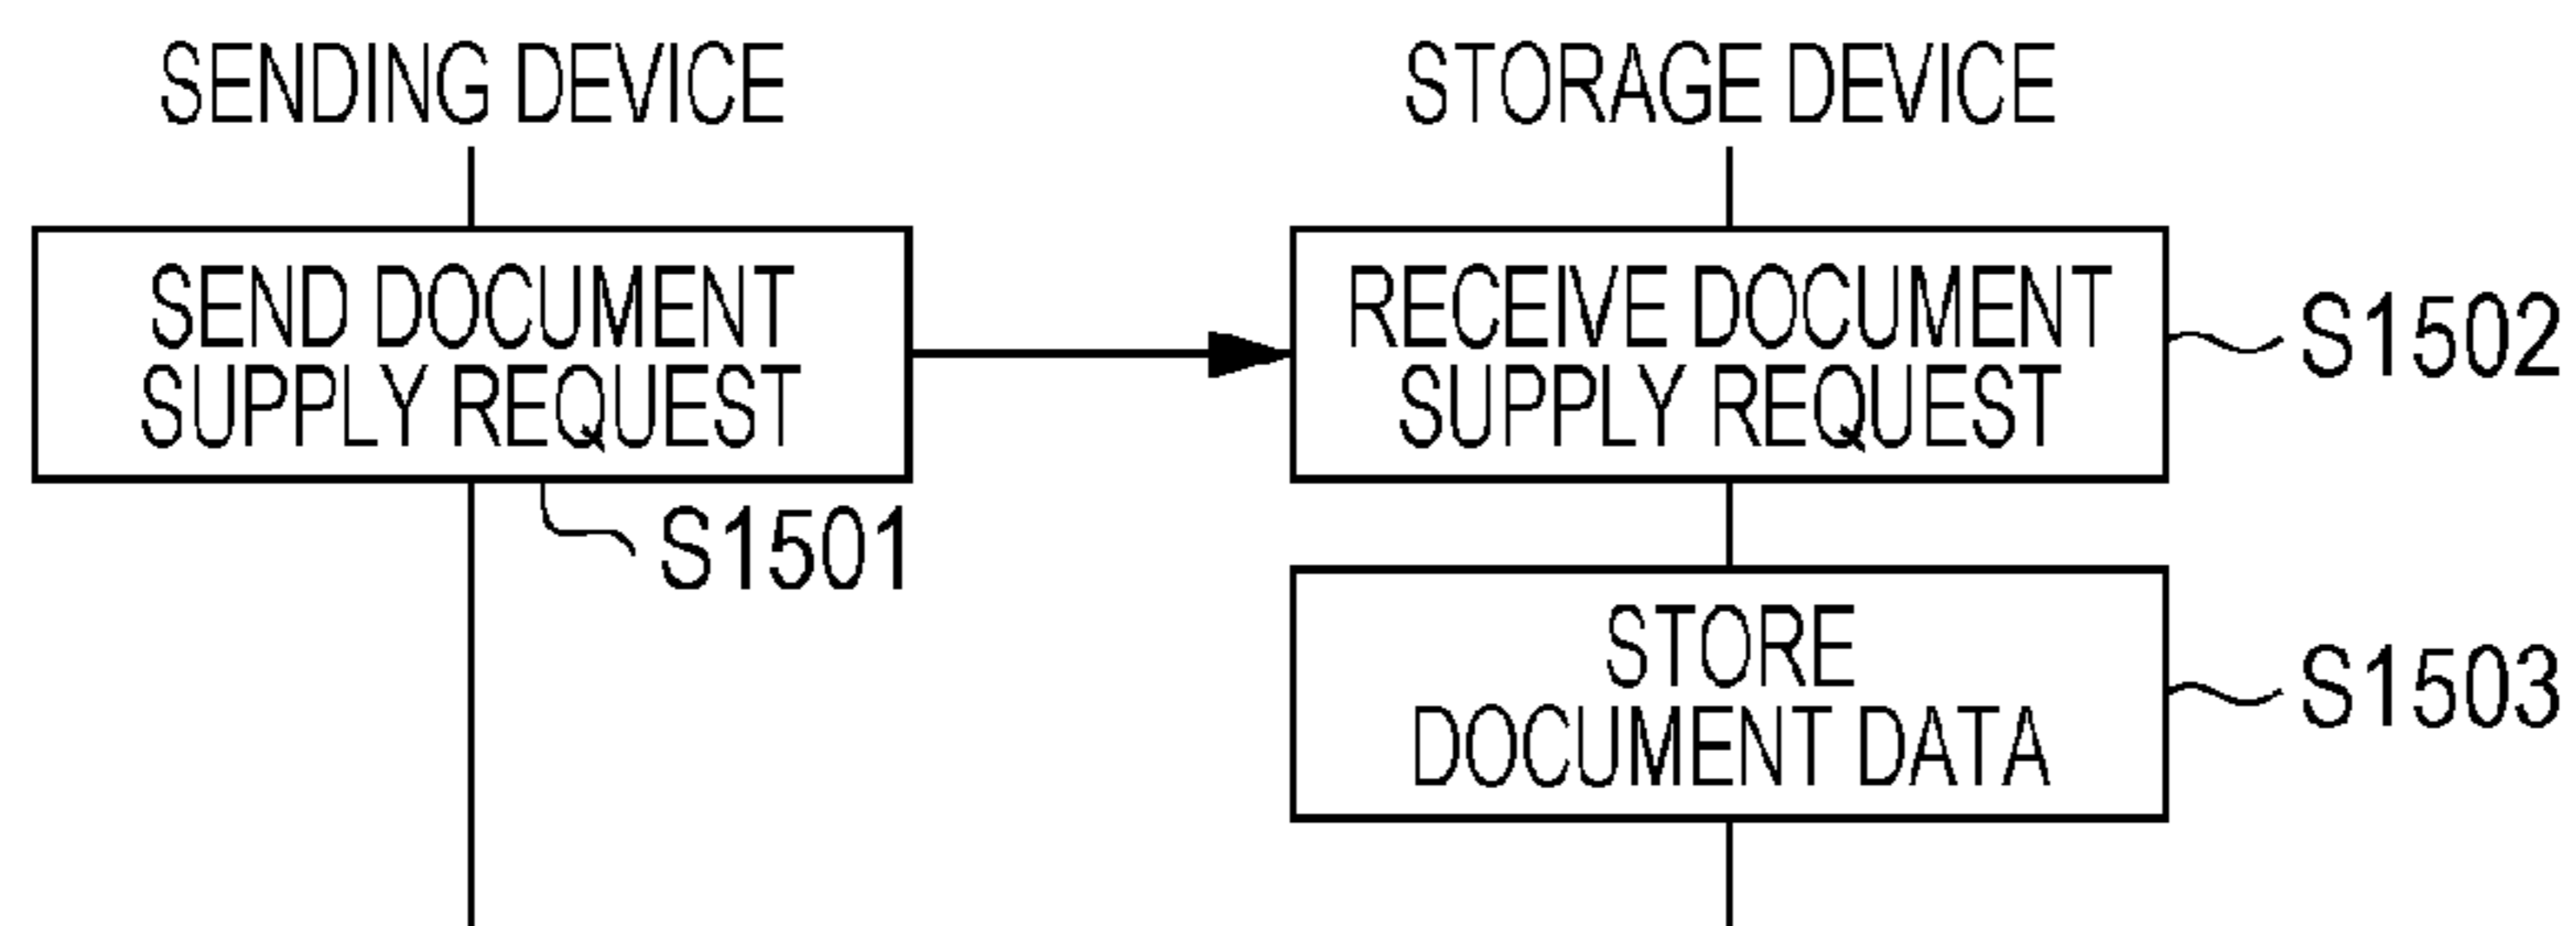 SENDING DEVICE
STORAGE DEVICE
SEND DOCUMENT
SUPPLY REQUEST
S1501
RECEIVE DOCUMENT
SUPPLY REQUEST
S1502
STORE
DOCUMENT DATA
S1503